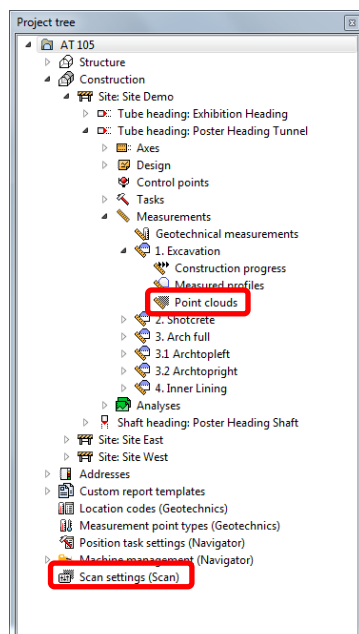 Project tree
AT 105
Structure
Construction
Site: Site Demo
Tube heading: Exhibition Heading
Tube heading: Poster Heading Tunnel
Axes
Design
Control points
Tasks
Measurements
Geotechnical measurements
1. Excavation
Construction progress
Measured profiles
Point clouds
2. Shotcrete
3. Arch full
3.1 Archtopleft
3.2 Archtopright
4. Inner Lining
Analyses
Shaft heading: Poster Heading Shaft
Site: Site East
Site: Site West
Addresses
Custom report templates
Location codes (Geotechnics)
Measurement point types (Geotechnics)
Position task settings (Navigator)
Machine management (Navigator)
Scan settings (Scan)